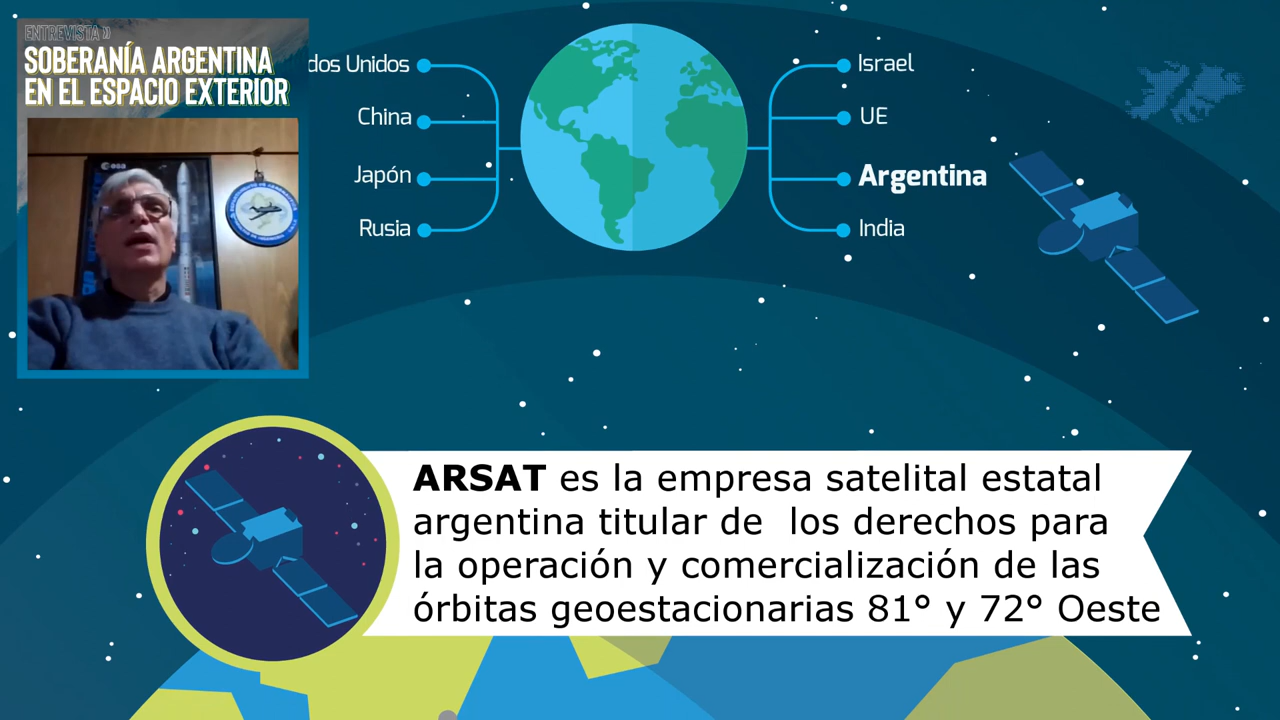 ENTREVISTA »
SOBERANÍA ARGENTINA
EN EL ESPACIO EXTERIOR
dos Unidos
China
Japón
Rusia
Israel
UE
Argentina
India
esa
ARSAT es la empresa satelital estatal
argentina titular de los derechos para
la operación y comercialización de las
órbitas geoestacionarias 81° y 72° Oeste